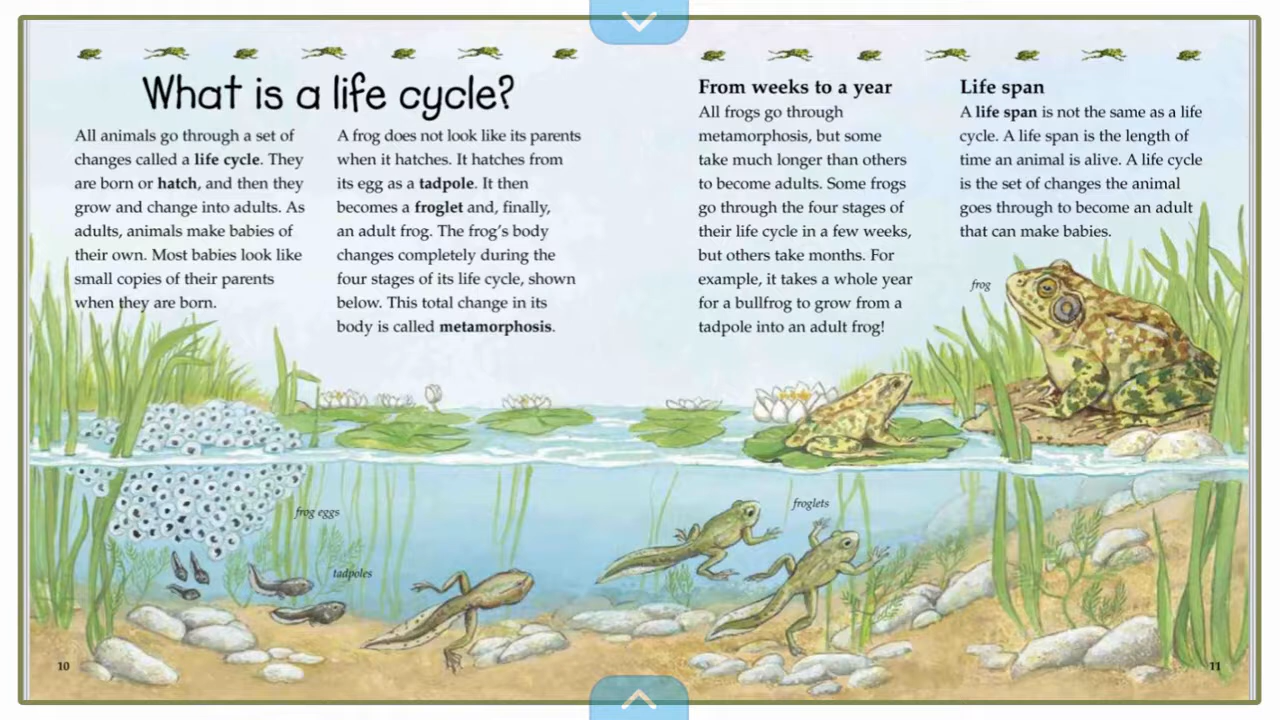 What is a life cycle?
All animals go through a set of
changes called a life cycle. They
are born or hatch, and then they
grow and change into adults. As
adults, animals make babies of
their own. Most babies look like
small copies of their parents
when they are born.
A frog does not look like its parents
when it hatches. It hatches from
its egg as a tadpole. It then
becomes a froglet and, finally,
an adult frog. The frog's body
changes completely during the
four stages of its life cycle, shown
below. This total change in its
body is called metamorphosis.
frog eggs
tadpoles
10
From weeks to a year
All frogs go through
metamorphosis, but some
take much longer than others
to become adults. Some frogs
go through the four stages of
their life cycle in a few weeks,
but others take months. For
example, it takes a whole year
for a bullfrog to grow from a
tadpole into an adult frog!
Life span
A life span is not the same as a life
cycle. A life span is the length of
time an animal is alive. A life cycle
is the set of changes the animal
goes through to become an adult
that can make babies.
frog
froglets
11